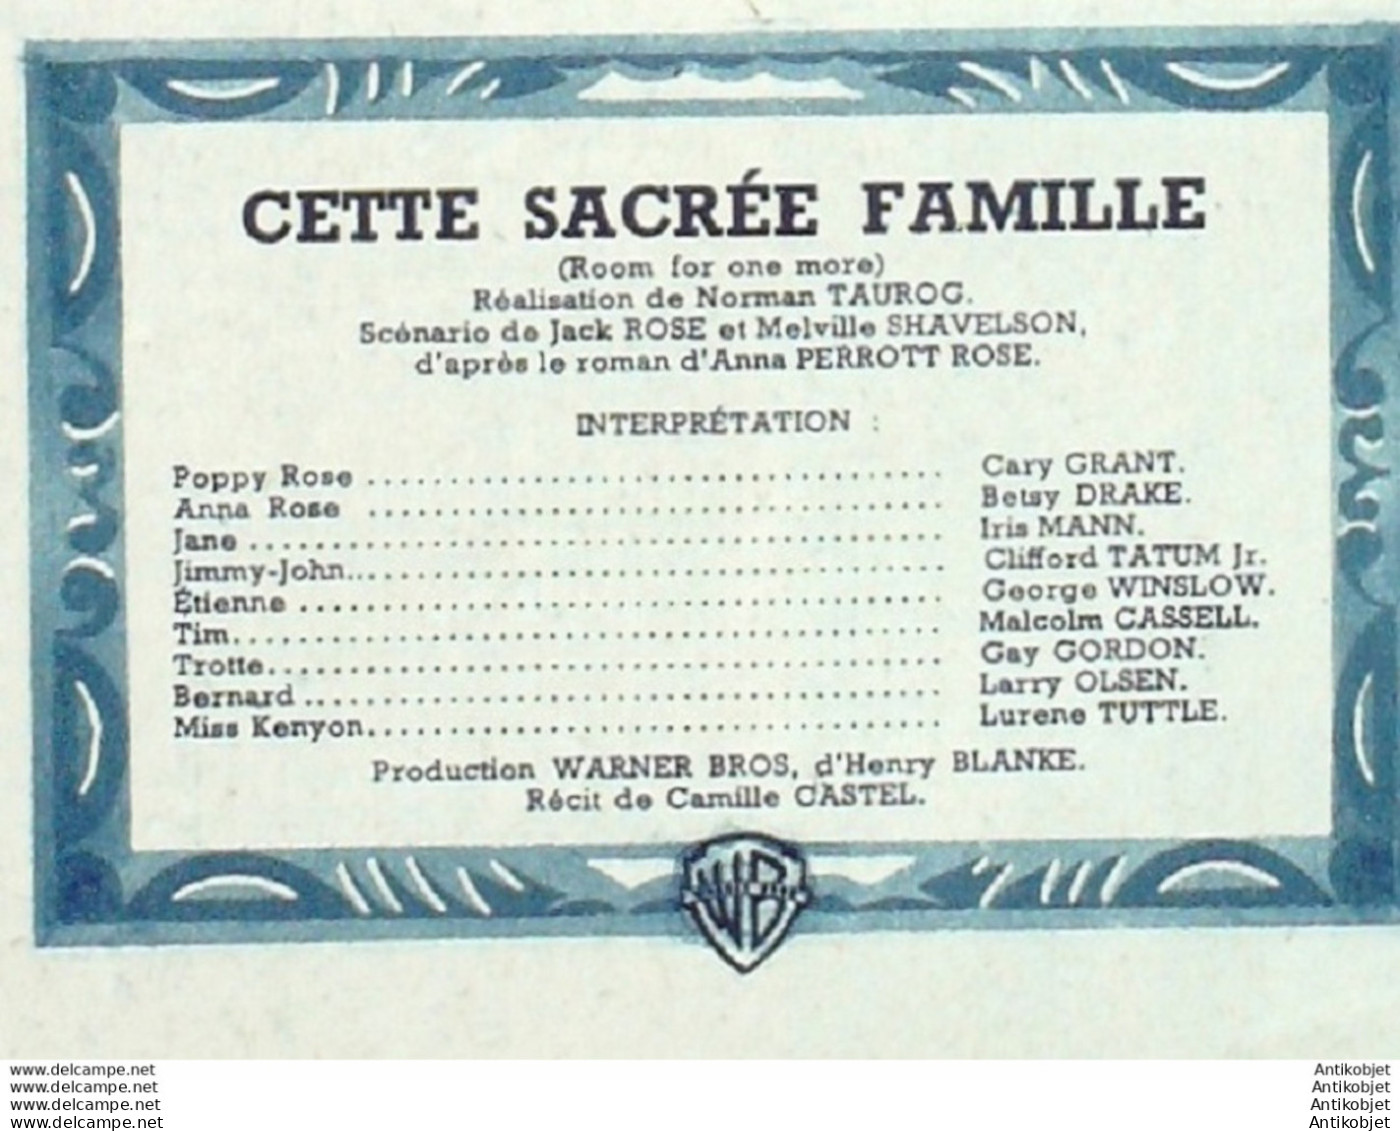 CETTE SACRÉE FAMILLE
(Room for one more)
Réalisation de Norman TAUROG.
Scénario de Jack ROSE et Melville SHAVELSON,
d'après le roman d'Anna PERROTT ROSE.
INTERPRÉTATION :
Poppy Rose .................................... Cary GRANT.
Anna Rose .................................... Betsy DRAKE.
Jane .......................................... Iris MANN.
Jimmy-John.................................... Clifford TATUM Jr.
Étienne ....................................... George WINSLOW.
Tim........................................... Malcolm CASSELL.
Trotte......................................... Gay GORDON.
Bernard ....................................... Larry OLSEN.
Miss Kenyon................................... Lurene TUTTLE.
Production WARNER BROS, d'Henry BLANKE.
Récit de Camille CASTEL.
WB
www.delcampe.net Antikobjet
www.delcampe.net Antikobjet
www.delcampe.net Antikobjet
www.delcampe.net Antikobjet